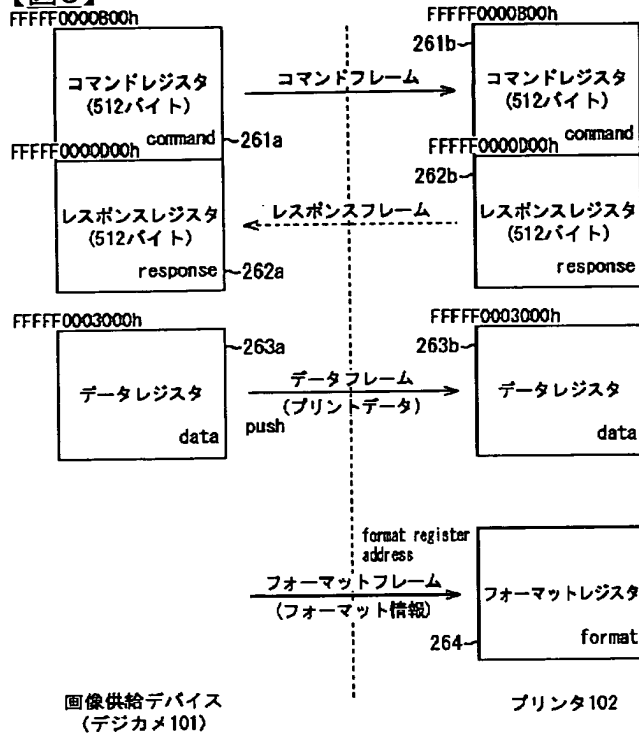 FFFFF0000B00h
コマンドレジスタ
(512バイト)
command
261a
コマンドフレーム
FFFFF0000B00h
261b
コマンドレジスタ
(512バイト)
command
FFFFF0000D00h
レスポンスレジスタ
(512バイト)
response
262a
レスポンスフレーム
FFFFF0000D00h
262b
レスポンスレジスタ
(512バイト)
response
FFFFF0003000h
263a
データレジスタ
data
データフレーム
(プリントデータ)
push
FFFFF0003000h
263b
データレジスタ
data
format register
address
フォーマットフレーム
(フォーマット情報)
フォーマットレジスタ
format
264
画像供給デバイス
(デジカメ101)
プリンタ102